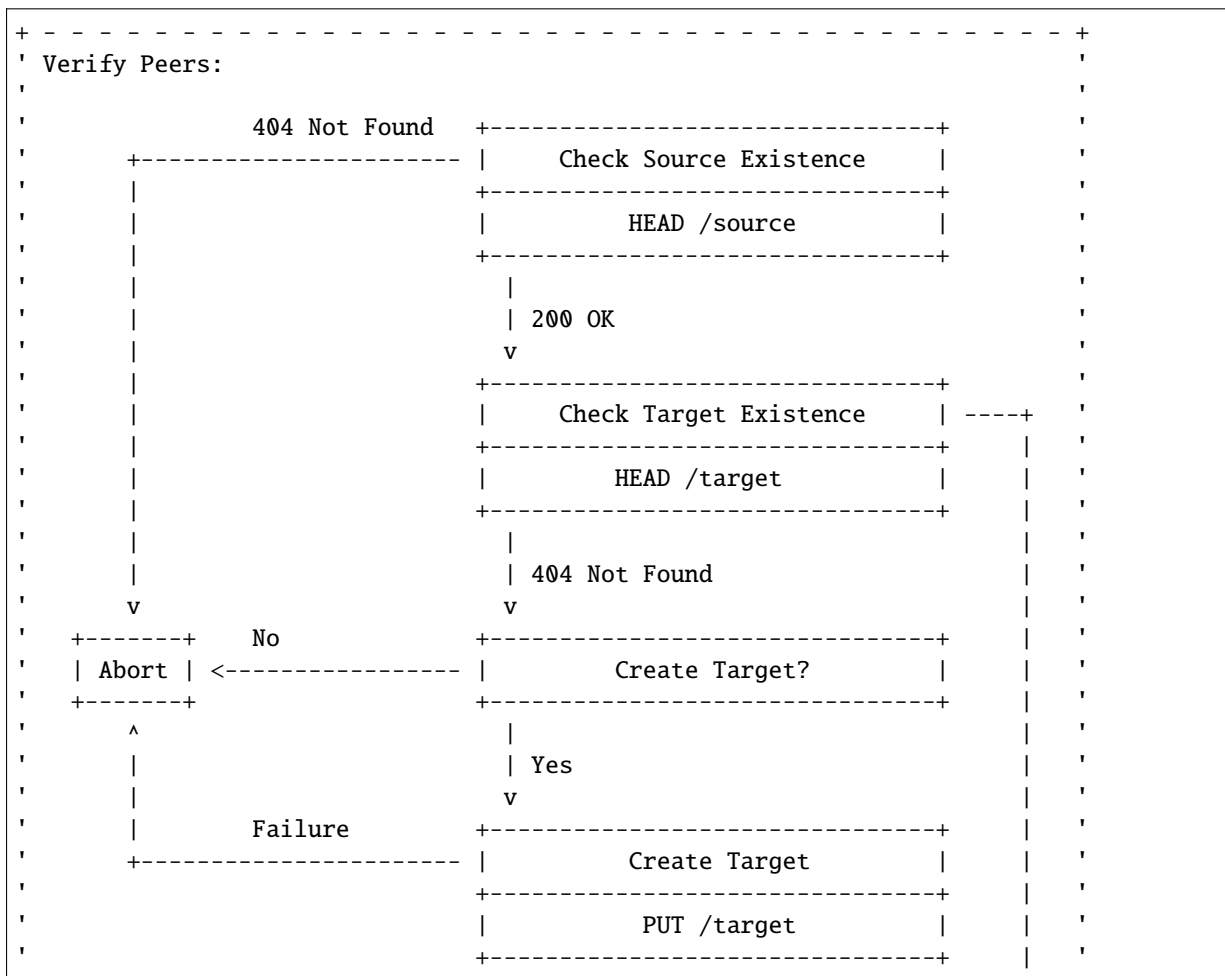 Verify Peers:
404 Not Found
Check Source Existence
HEAD /source
200 OK
Check Target Existence
HEAD /target
404 Not Found
No
Abort
Create Target?
Yes
Failure
Create Target
PUT /target